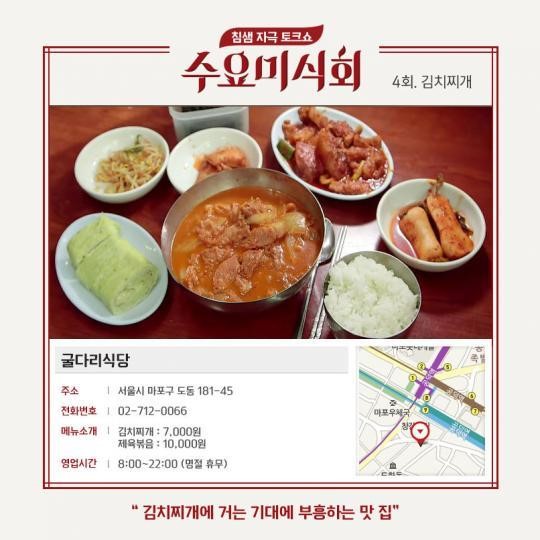 침샘 자극 토크쇼
수요미식회
4회. 김치찌개
굴다리식당
주소 | 서울시 마포구 도동 181-45
전화번호 | 02-712-0066
메뉴소개 | 김치찌개 : 7,000원
제육볶음 : 10,000원
영업시간 | 8:00~22:00 (명절 휴무)
마포우체국
“ 김치찌개에 거는 기대에 부흥하는 맛 집”